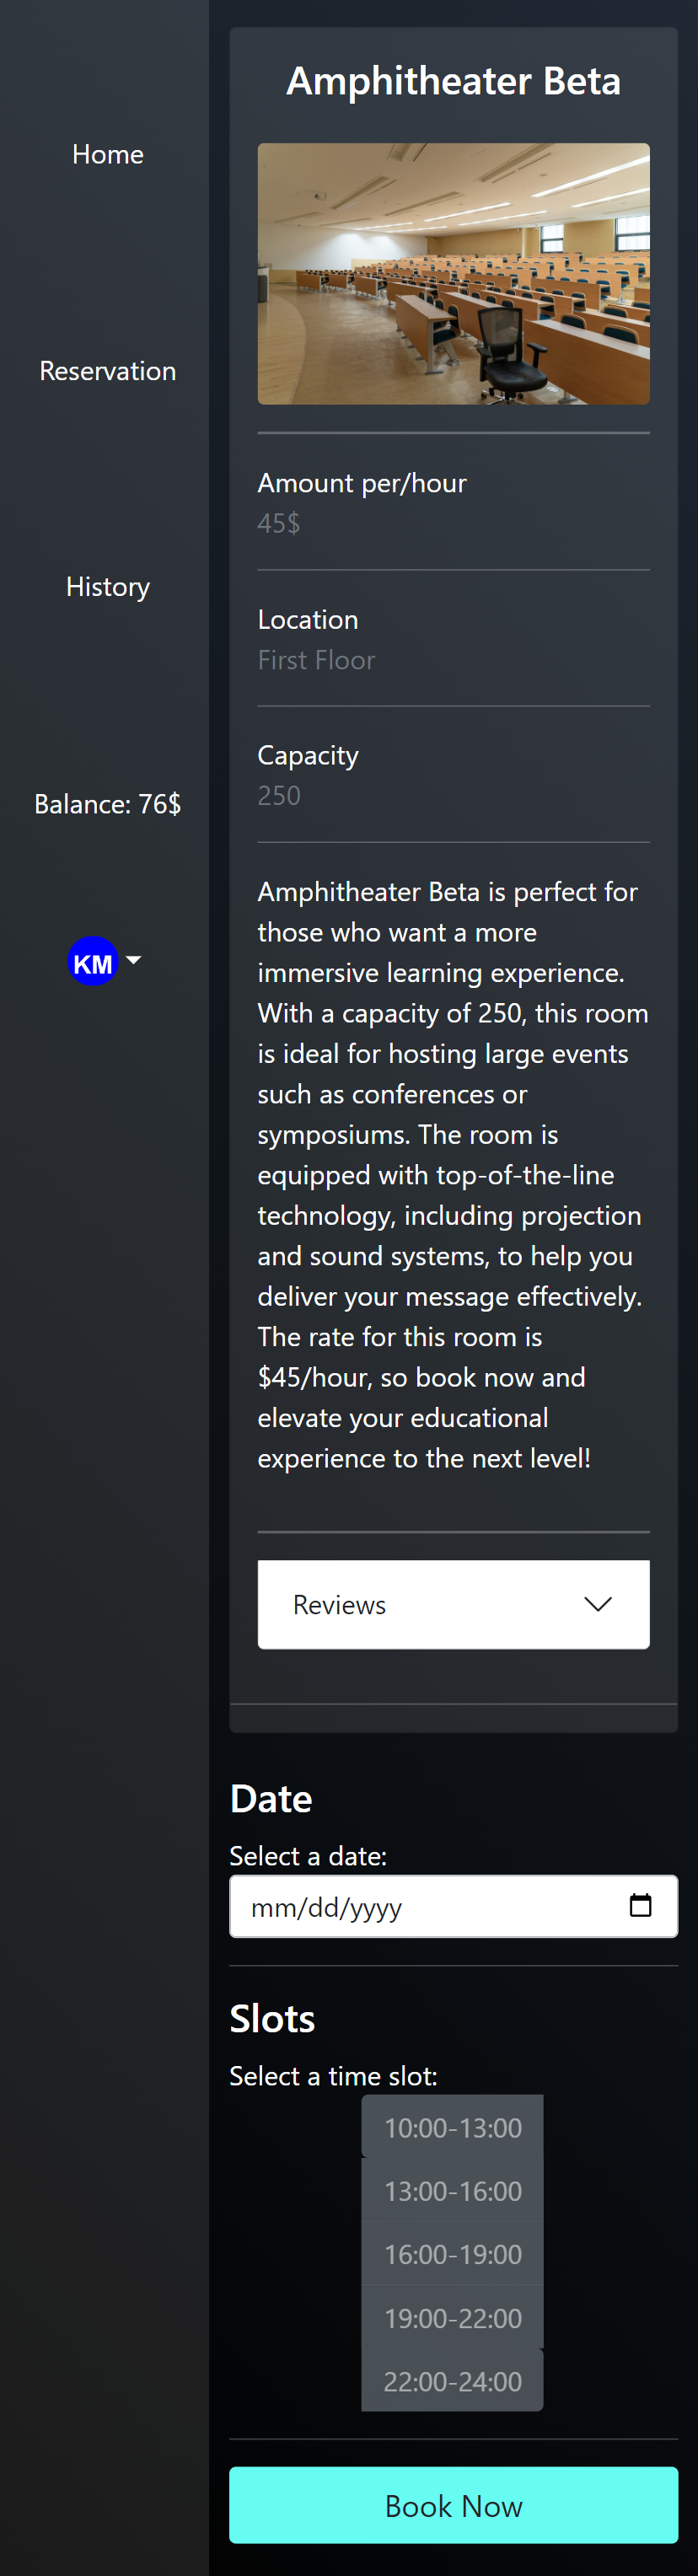 Home
Reservation
History
Balance: 76$
KM
Amphitheater Beta
Amount per/hour
45$
Location
First Floor
Capacity
250
Amphitheater Beta is perfect for
those who want a more
immersive learning experience.
With a capacity of 250, this room
is ideal for hosting large events
such as conferences or
symposiums. The room is
equipped with top-of-the-line
technology, including projection
and sound systems, to help you
deliver your message effectively.
The rate for this room is
$45/hour, so book now and
elevate your educational
experience to the next level!
Reviews
Date
Select a date:
mm/dd/yyyy
Slots
Select a time slot:
10:00-13:00
13:00-16:00
16:00-19:00
19:00-22:00
22:00-24:00
Book Now